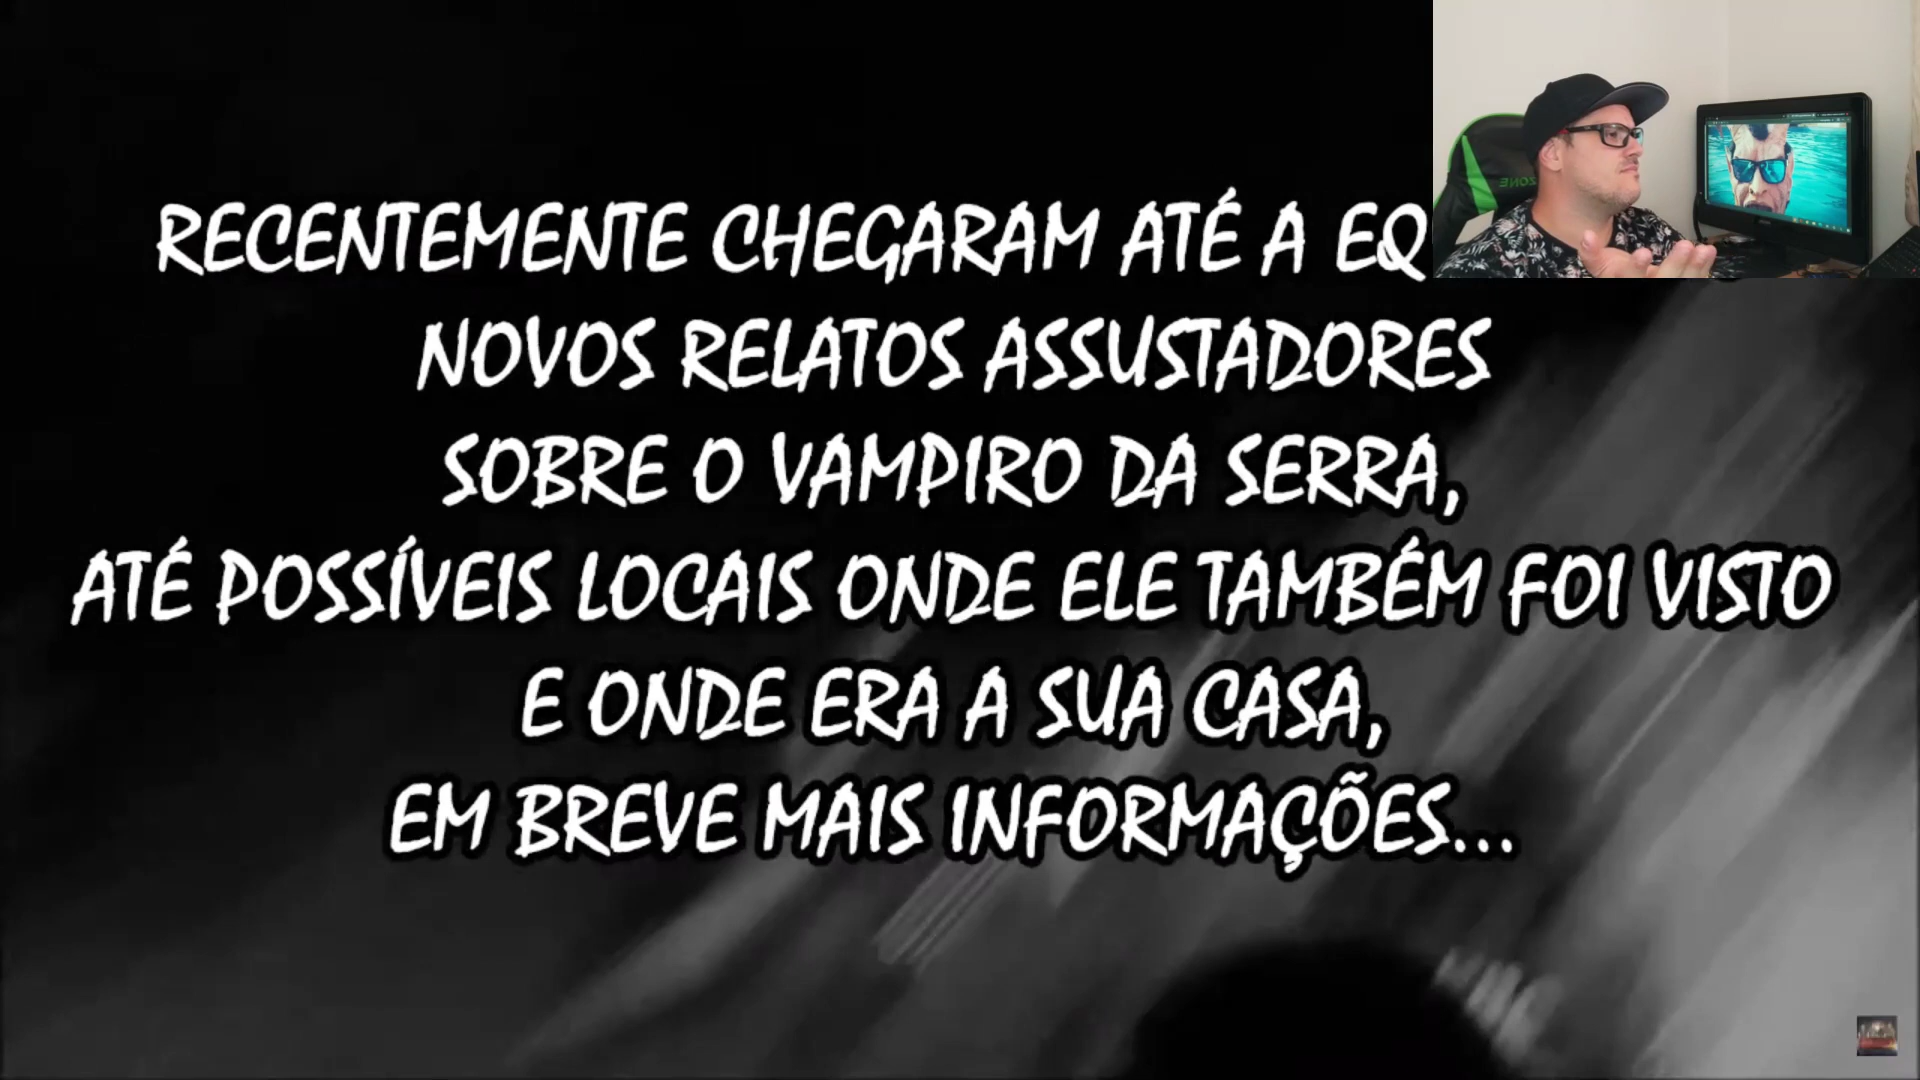 RECENTEMENTE CHEGARAM ATÉ A
NOVOS RELATOS ASSUSTADORES
SOBRE O VAMPIRO DA SERRA,
ATÉ POSSÍVEIS LOCAIS ONDE ELE TAMBÉM FOI VISTO
E ONDE ERA A SUA CASA,
EM BREVE MAIS INFORMAÇÕES...